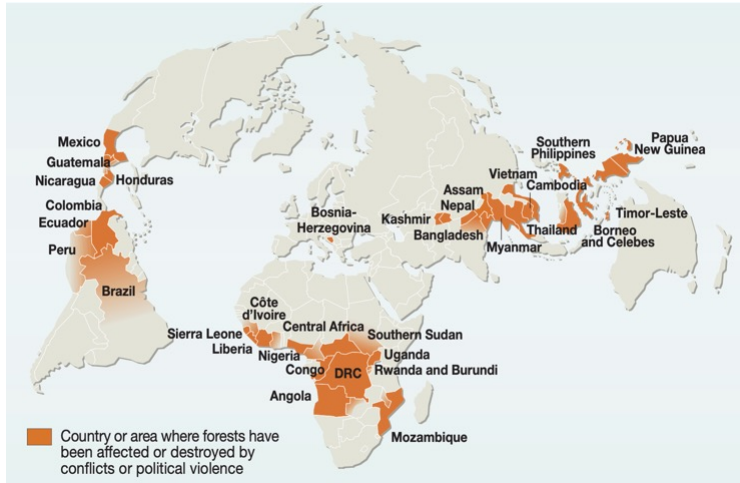 Mexico
Guatemala
Nicaragua
Honduras
Colombia
Ecuador
Peru
Brazil
Bosnia-
Herzegovina
Kashmir
Assam
Nepal
Bangladesh
Vietnam
Cambodia
Myanmar
Thailand
Southern
Philippines
Papua
New Guinea
Timor-Leste
Borneo
and Celebes
Côte
d'Ivoire
Sierra Leone
Liberia
Nigeria
Central Africa
Southern Sudan
Uganda
Congo
DRC
Rwanda and Burundi
Angola
Mozambique
Country or area where forests have
been affected or destroyed by
conflicts or political violence